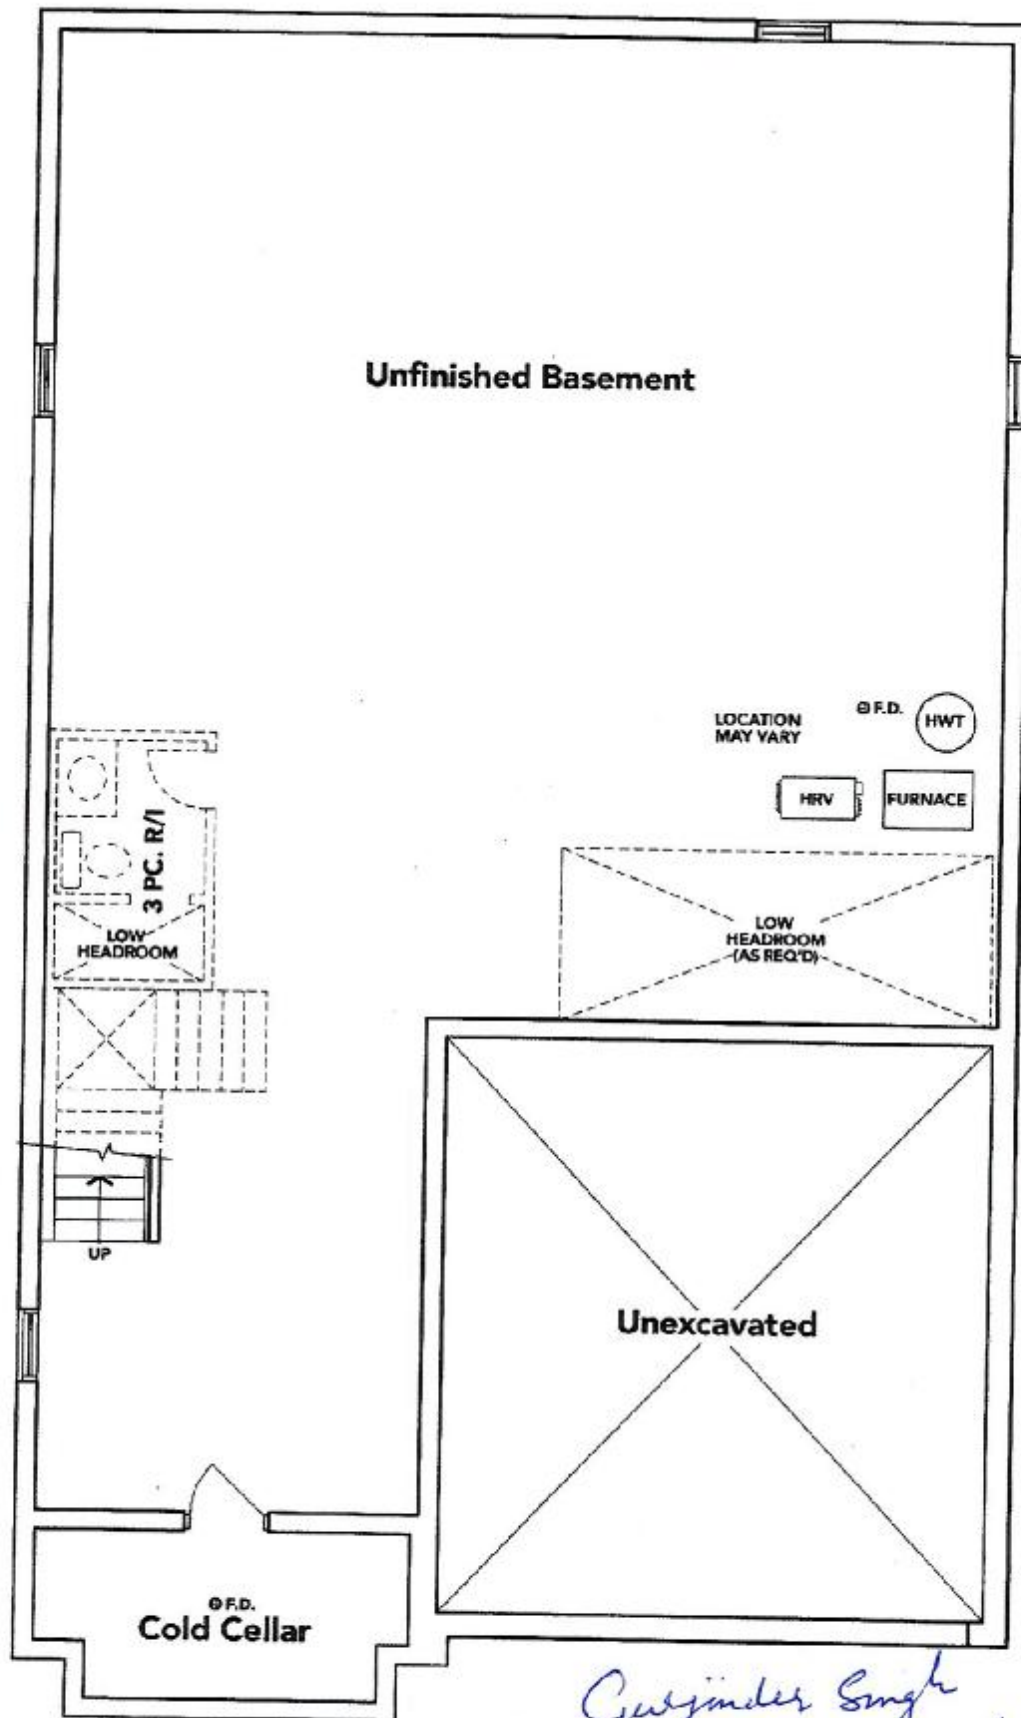 Unfinished Basement
LOCATION
MAY VARY
F.D.
HWT
HRV
FURNACE
3 PC. R/I
LOW
HEADROOM
LOW
HEADROOM
(AS REQ'D)
UP
Unexcavated
F.D.
Cold Cellar
Gurjinder Singh